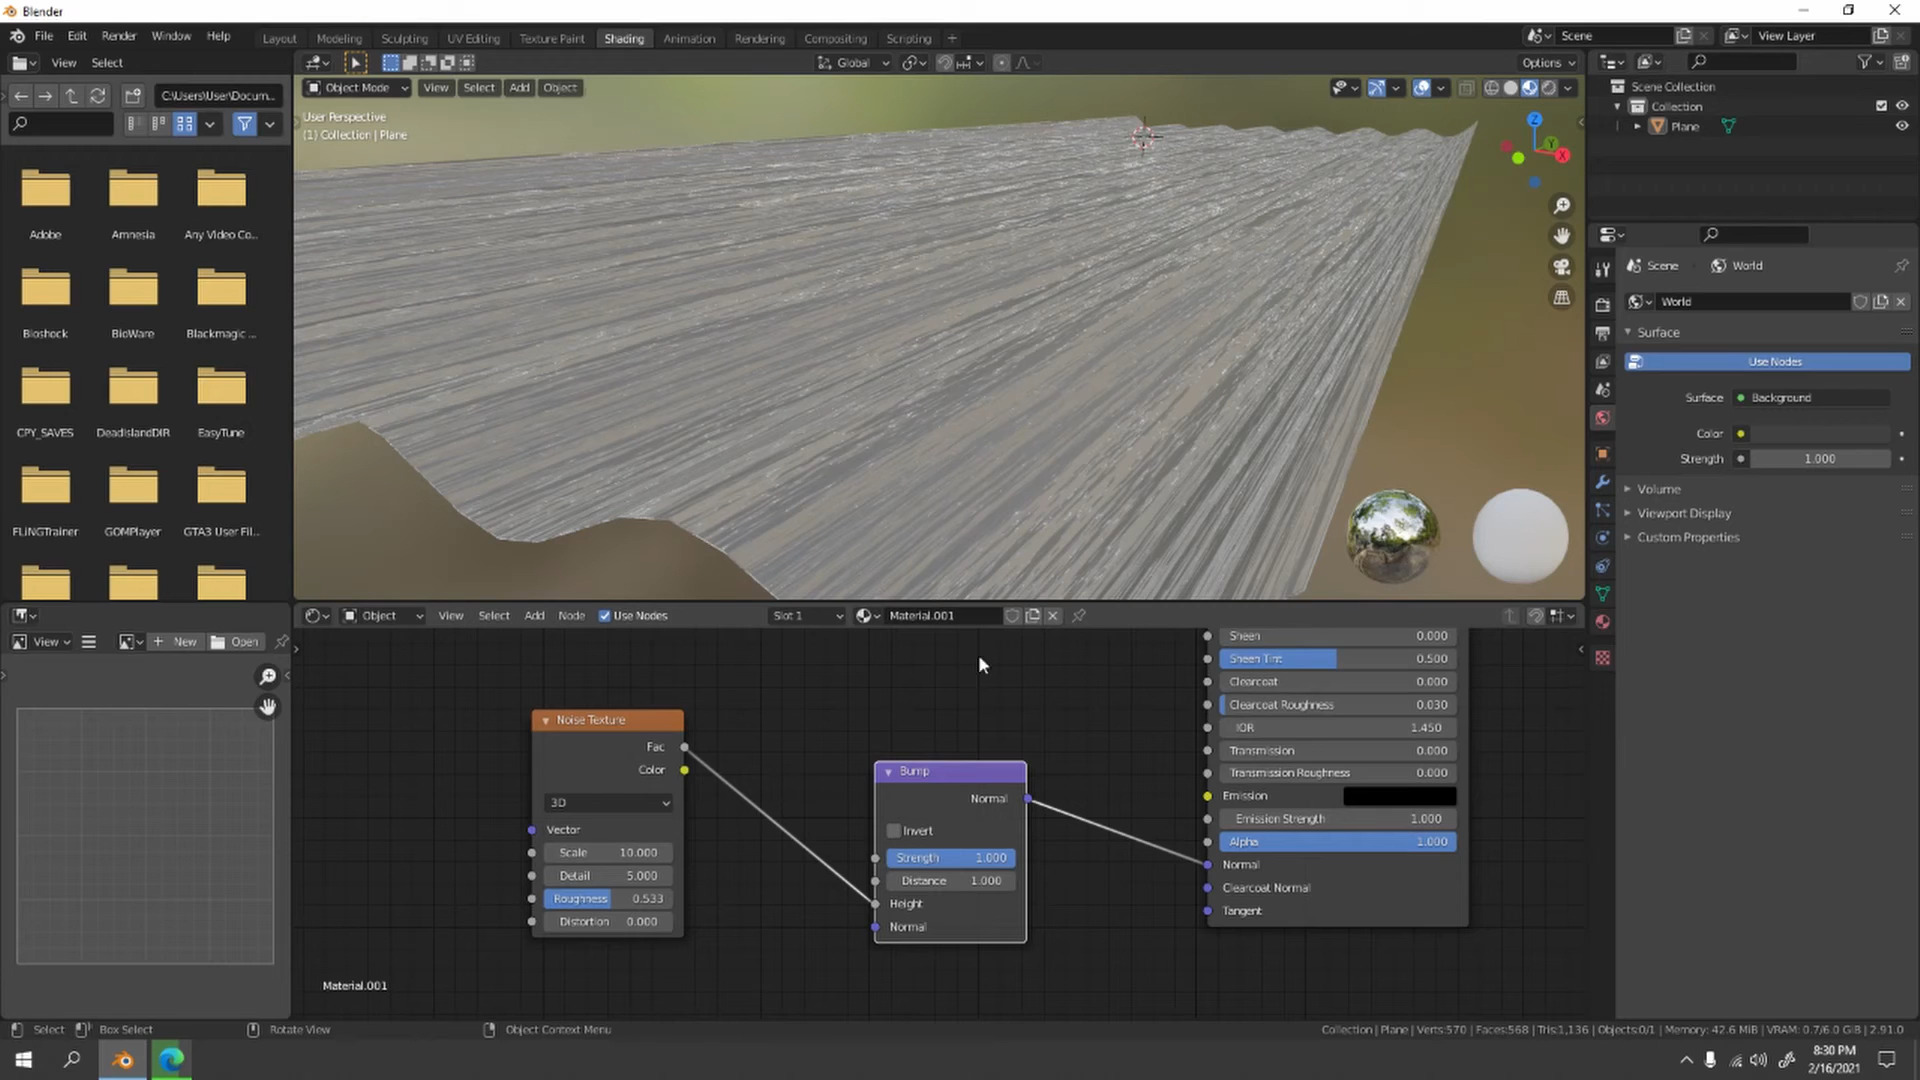 Blender
File Edit Render Window Help
Layout Modeling Sculpting UV Editing Texture Paint Shading Animation Rendering Compositing Scripting +
Scene
View Layer
View Select
Global
Options
C:\Users\User\Docum...
Object Mode View Select Add Object
User Perspective
(1) Collection | Plane
Scene Collection
Collection
Plane
Z
Y
X
Adobe Amnesia Any Video Co...
Bioshock BioWare Blackmagic ...
CPY_SAVES DeadIslandDIR EasyTune
FLiNGTrainer GOMPlayer GTA3 User Fil...
Scene World
World
Surface
Use Nodes
Surface Background
Color
Strength 1.000
Volume
Viewport Display
Custom Properties
View New Open
Object View Select Add Node Use Nodes Slot 1 Material.001
Noise Texture
Fac
Color
3D
Vector
Scale 10.000
Detail 5.000
Roughness 0.533
Distortion 0.000
Bump
Normal
Invert
Strength 1.000
Distance 1.000
Height
Normal
Sheen 0.000
Sheen Tint 0.500
Clearcoat 0.000
Clearcoat Roughness 0.030
IOR 1.450
Transmission 0.000
Transmission Roughness 0.000
Emission
Emission Strength 1.000
Alpha 1.000
Normal
Clearcoat Normal
Tangent
Material.001
Select Box Select Rotate View Object Context Menu
Collection | Plane | Verts:570 | Faces:568 | Tris:1,136 | Objects:0/1 | Memory: 42.6 MiB | VRAM: 0.7/6.0 GiB | 2.91.0
8:30 PM
2/16/2021